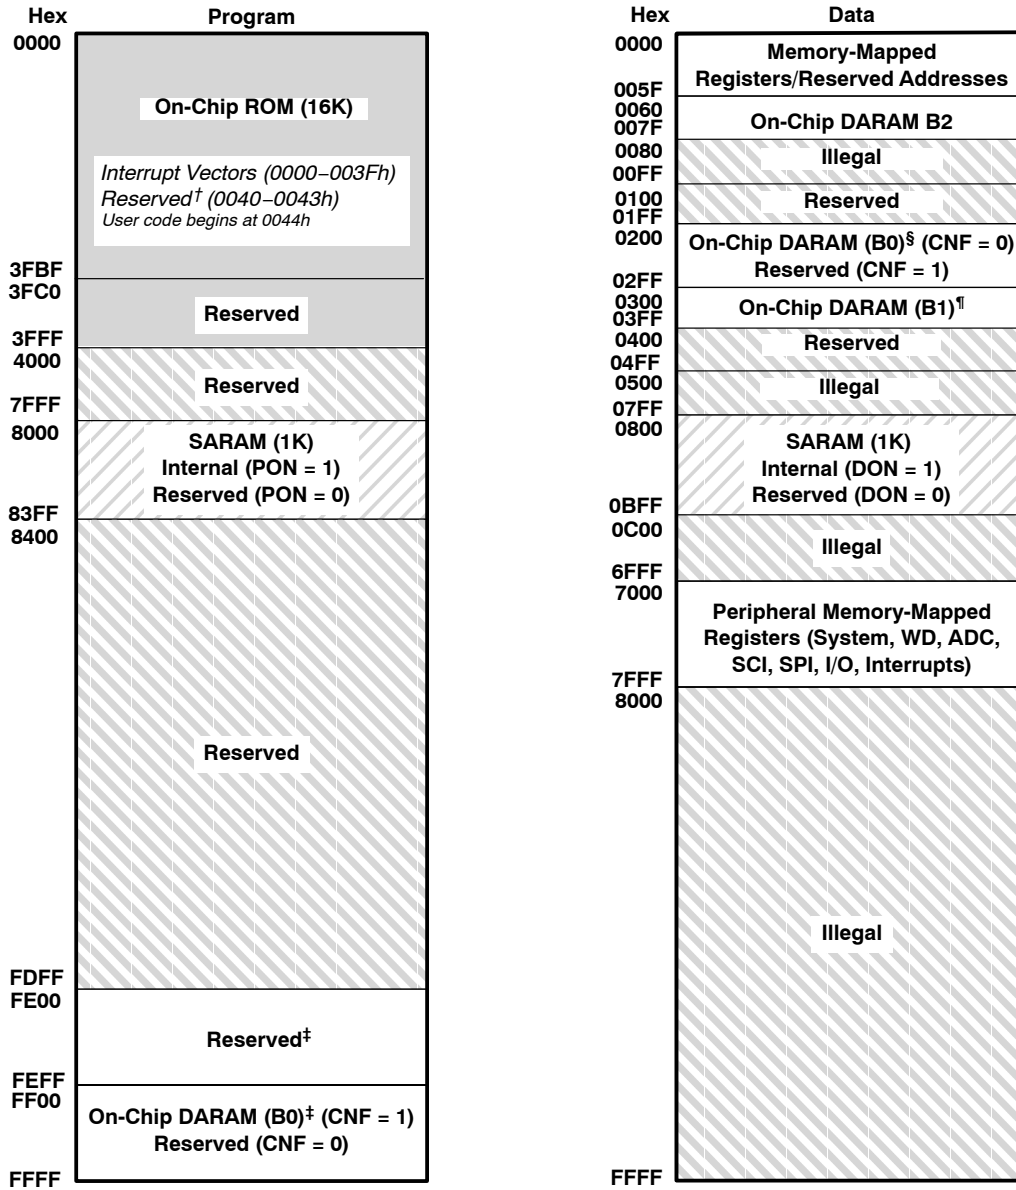 Hex
Program
0000
On-Chip ROM (16K)
Interrupt Vectors (0000–003Fh)
Reserved† (0040–0043h)
User code begins at 0044h
3FBF
3FC0
Reserved
3FFF
4000
Reserved
7FFF
8000
SARAM (1K)
Internal (PON = 1)
Reserved (PON = 0)
83FF
8400
Reserved
FDFF
FE00
Reserved‡
FEFF
FF00
On-Chip DARAM (B0)‡ (CNF = 1)
Reserved (CNF = 0)
FFFF
Hex
Data
0000
Memory-Mapped
Registers/Reserved Addresses
005F
0060
On-Chip DARAM B2
007F
0080
Illegal
00FF
0100
Reserved
01FF
0200
On-Chip DARAM (B0)§ (CNF = 0)
Reserved (CNF = 1)
02FF
0300
On-Chip DARAM (B1)¶
03FF
0400
Reserved
04FF
0500
Illegal
07FF
0800
SARAM (1K)
Internal (DON = 1)
Reserved (DON = 0)
0BFF
0C00
Illegal
6FFF
7000
Peripheral Memory-Mapped
Registers (System, WD, ADC,
SCI, SPI, I/O, Interrupts)
7FFF
8000
Illegal
FFFF